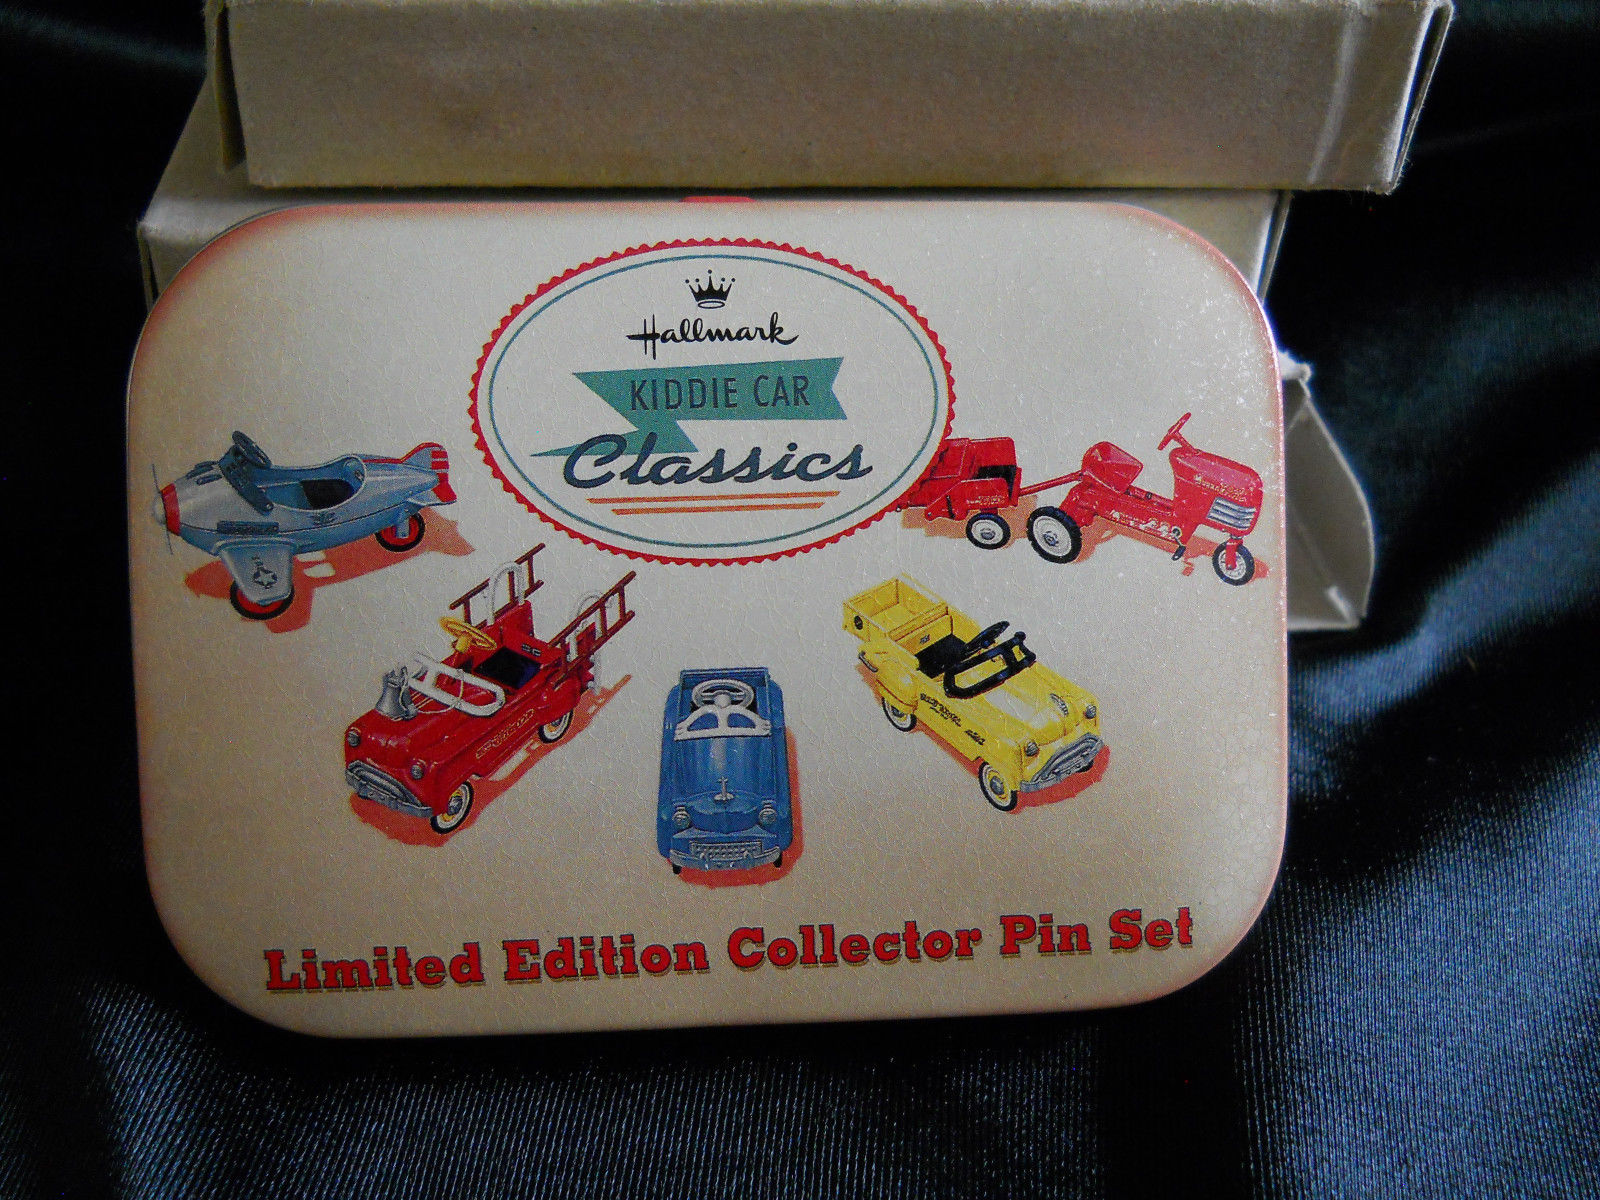 Hallmark
KIDDIE CAR
Classics
Limited Edition Collector Pin Set